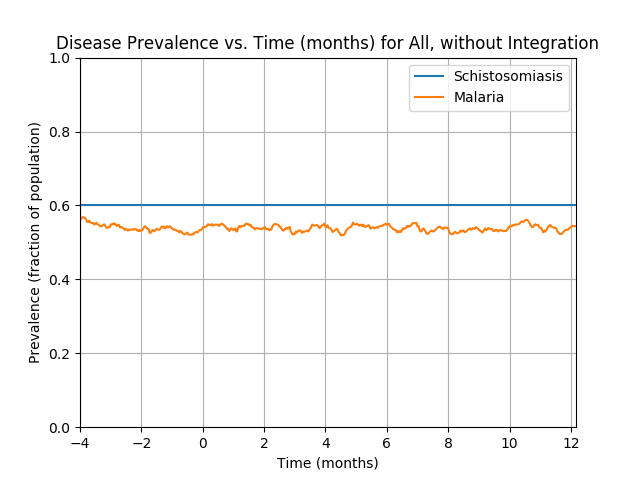 Disease Prevalence vs. Time (months) for All, without Integration
1.0
0.8
0.6
0.4
0.2
0.0
Prevalence (fraction of population)
Schistosomiasis
Malaria
−4 −2 0 2 4 6 8 10 12
Time (months)